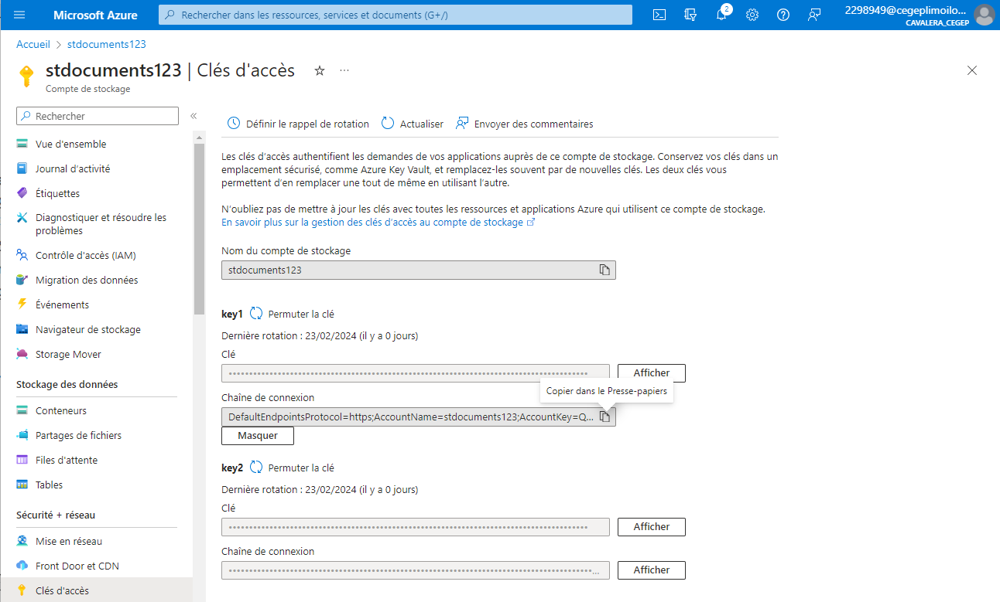 Microsoft Azure
Rechercher dans les ressources, services et documents (G+/)
2
2298949@cegeplimoilo...
CAVALERA_CEGEP
Accueil > stdocuments123
stdocuments123 | Clés d'accès
Compte de stockage
Rechercher
Vue d'ensemble
Journal d'activité
Étiquettes
Diagnostiquer et résoudre les
problèmes
Contrôle d'accès (IAM)
Migration des données
Événements
Navigateur de stockage
Storage Mover
Stockage des données
Conteneurs
Partages de fichiers
Files d'attente
Tables
Sécurité + réseau
Mise en réseau
Front Door et CDN
Clés d'accès
Définir le rappel de rotation
Actualiser
Envoyer des commentaires
Les clés d'accès authentifient les demandes de vos applications auprès de ce compte de stockage. Conservez vos clés dans un
emplacement sécurisé, comme Azure Key Vault, et remplacez-les souvent par de nouvelles clés. Les deux clés vous
permettent d'en remplacer une tout de même en utilisant l'autre.
N'oubliez pas de mettre à jour les clés avec toutes les ressources et applications Azure qui utilisent ce compte de stockage.
En savoir plus sur la gestion des clés d'accès au compte de stockage
Nom du compte de stockage
stdocuments123
key1 Permuter la clé
Dernière rotation : 23/02/2024 (il y a 0 jours)
Clé
Afficher
Copier dans le Presse-papiers
Chaîne de connexion
DefaultEndpointsProtocol=https;AccountName=stdocuments123;AccountKey=Q...
Masquer
key2 Permuter la clé
Dernière rotation : 23/02/2024 (il y a 0 jours)
Clé
Afficher
Chaîne de connexion
Afficher